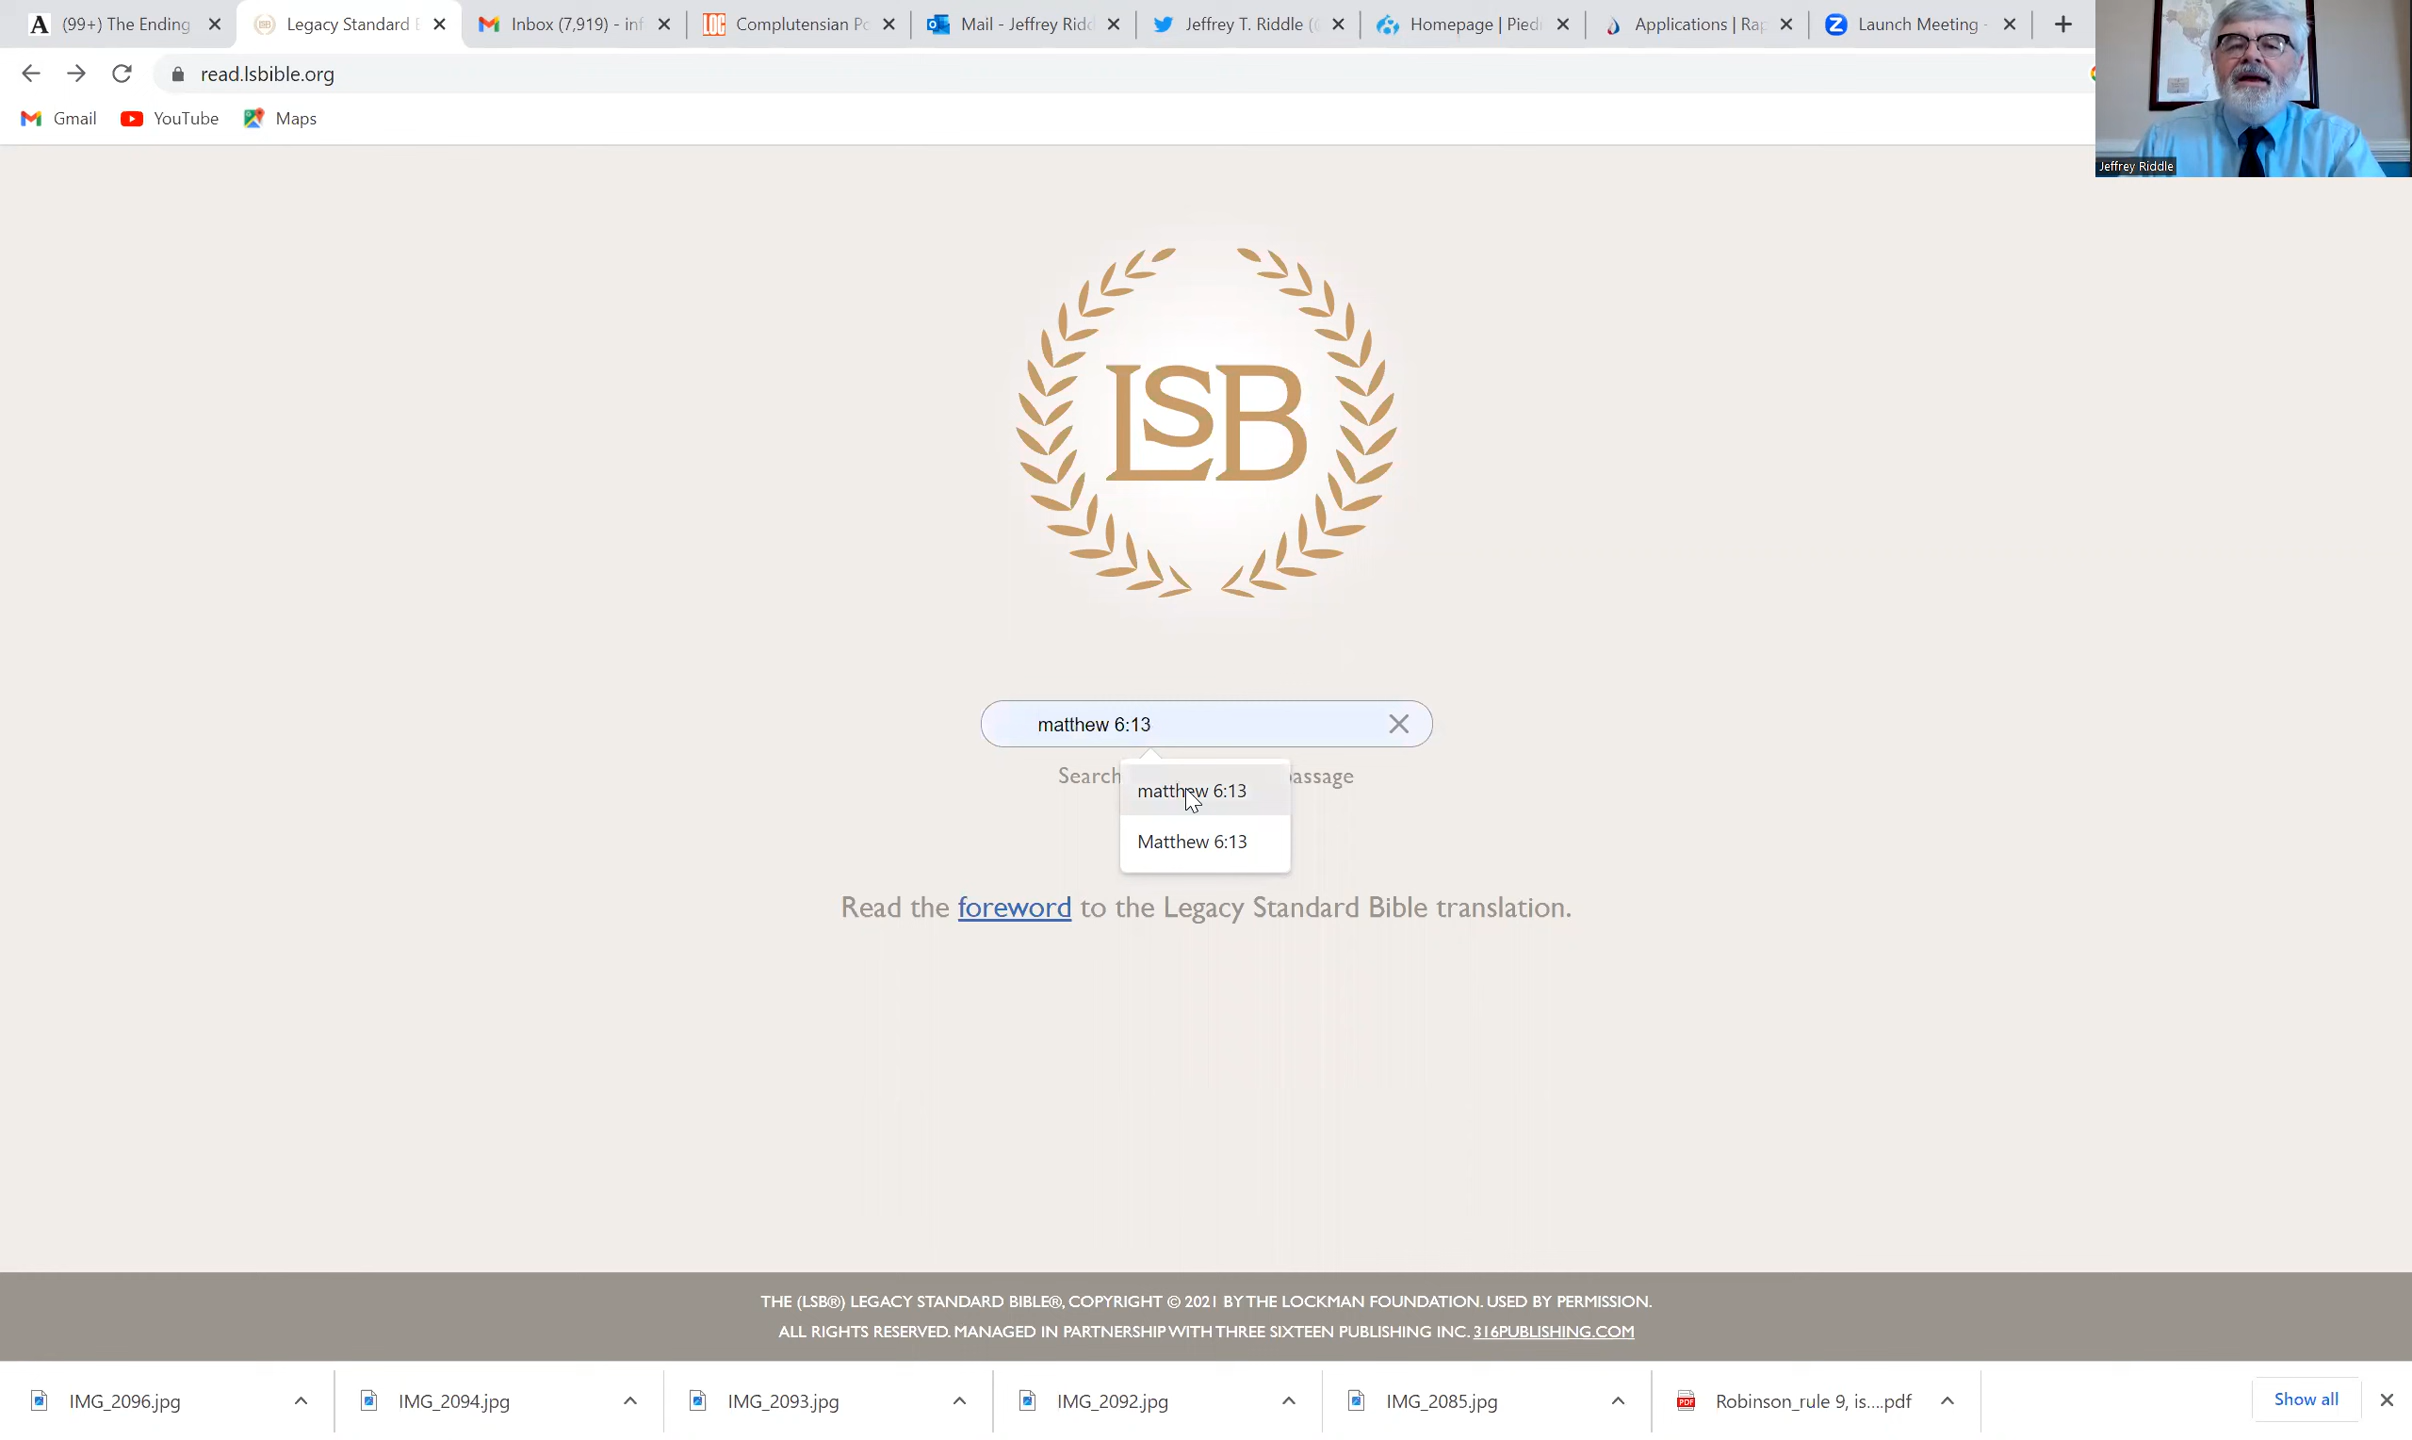 (99+) The Ending
Legacy Standard B
Inbox (7,919) - inf
Complutensian Po
Mail - Jeffrey Ridd
Jeffrey T. Riddle (
Homepage | Piedr
Applications | Rap
Launch Meeting -
read.lsbible.org
Gmail
YouTube
Maps
Jeffrey Riddle
LSB
matthew 6:13
Search
assage
matthew 6:13
Matthew 6:13
Read the foreword to the Legacy Standard Bible translation.
THE (LSB®) LEGACY STANDARD BIBLE®, COPYRIGHT © 2021 BY THE LOCKMAN FOUNDATION. USED BY PERMISSION.
ALL RIGHTS RESERVED. MANAGED IN PARTNERSHIP WITH THREE SIXTEEN PUBLISHING INC. 316PUBLISHING.COM
IMG_2096.jpg
IMG_2094.jpg
IMG_2093.jpg
IMG_2092.jpg
IMG_2085.jpg
Robinson_rule 9, is....pdf
Show all